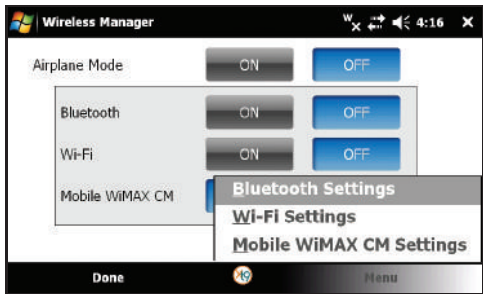 Wireless Manager 4:16 X
Airplane Mode ON OFF
Bluetooth ON OFF
Wi-Fi ON OFF
Mobile WiMAX CM
Bluetooth Settings
Wi-Fi Settings
Mobile WiMAX CM Settings
Done Menu